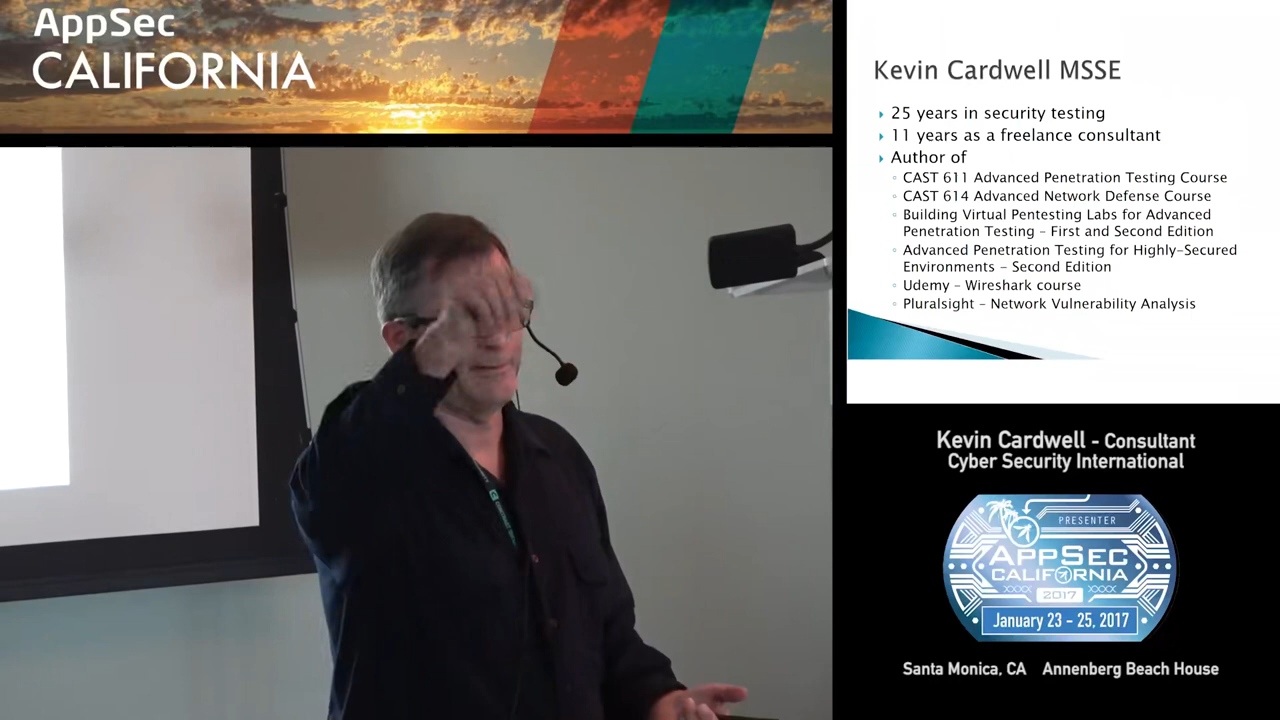 AppSec
CALIFORNIA
Kevin Cardwell MSSE
25 years in security testing
11 years as a freelance consultant
Author of
CAST 611 Advanced Penetration Testing Course
CAST 614 Advanced Network Defense Course
Building Virtual Pentesting Labs for Advanced
Penetration Testing – First and Second Edition
Advanced Penetration Testing for Highly-Secured
Environments – Second Edition
Udemy – Wireshark course
Pluralsight – Network Vulnerability Analysis
Kevin Cardwell - Consultant
Cyber Security International
PRESENTER
APPSEC
CALIFORNIA
XXXX 2017 XXXX
January 23 - 25, 2017
Santa Monica, CA Annenberg Beach House